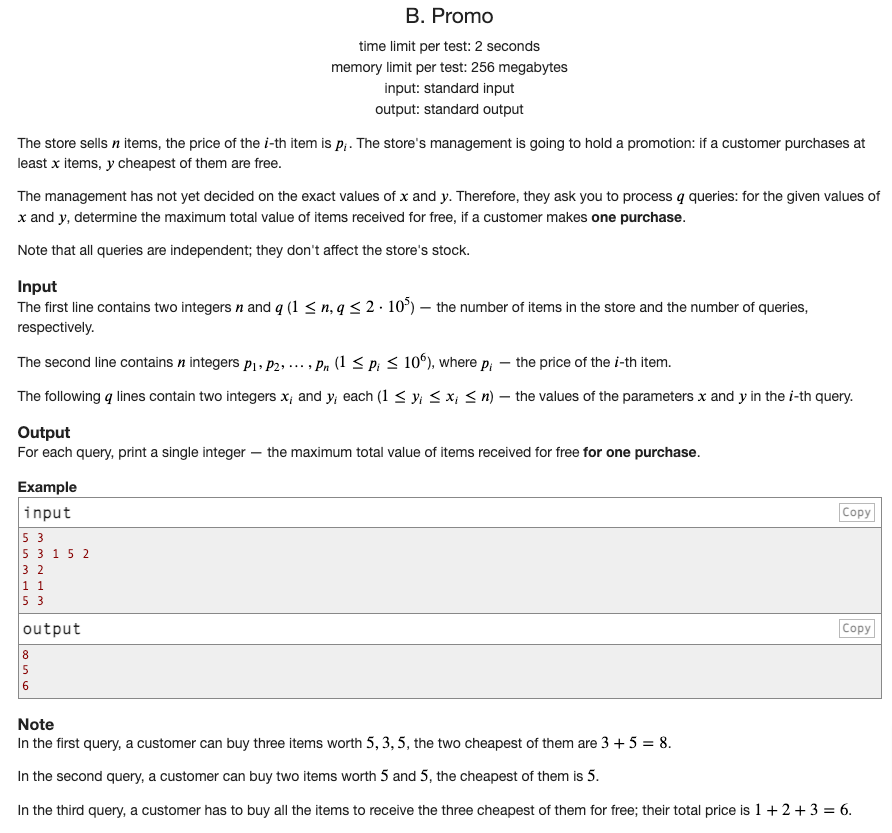 B. Promo
time limit per test: 2 seconds
memory limit per test: 256 megabytes
input: standard input
output: standard output
The store sells n items, the price of the i-th item is p_i. The store's management is going to hold a promotion: if a customer purchases at
least x items, y cheapest of them are free.
The management has not yet decided on the exact values of x and y. Therefore, they ask you to process q queries: for the given values of
x and y, determine the maximum total value of items received for free, if a customer makes one purchase.
Note that all queries are independent; they don't affect the store's stock.
Input
The first line contains two integers n and q (1 ≤ n, q ≤ 2 · 10^5) — the number of items in the store and the number of queries,
respectively.
The second line contains n integers p_1, p_2, … , p_n (1 ≤ p_i ≤ 10^6), where p_i — the price of the i-th item.
The following q lines contain two integers x_i and y_i each (1 ≤ y_i ≤ x_i ≤ n) — the values of the parameters x and y in the i-th query.
Output
For each query, print a single integer — the maximum total value of items received for free for one purchase.
Example
input Copy
5 3
5 3 1 5 2
3 2
1 1
5 3
output Copy
8
5
6
Note
In the first query, a customer can buy three items worth 5, 3, 5, the two cheapest of them are 3 + 5 = 8.
In the second query, a customer can buy two items worth 5 and 5, the cheapest of them is 5.
In the third query, a customer has to buy all the items to receive the three cheapest of them for free; their total price is 1 + 2 + 3 = 6.